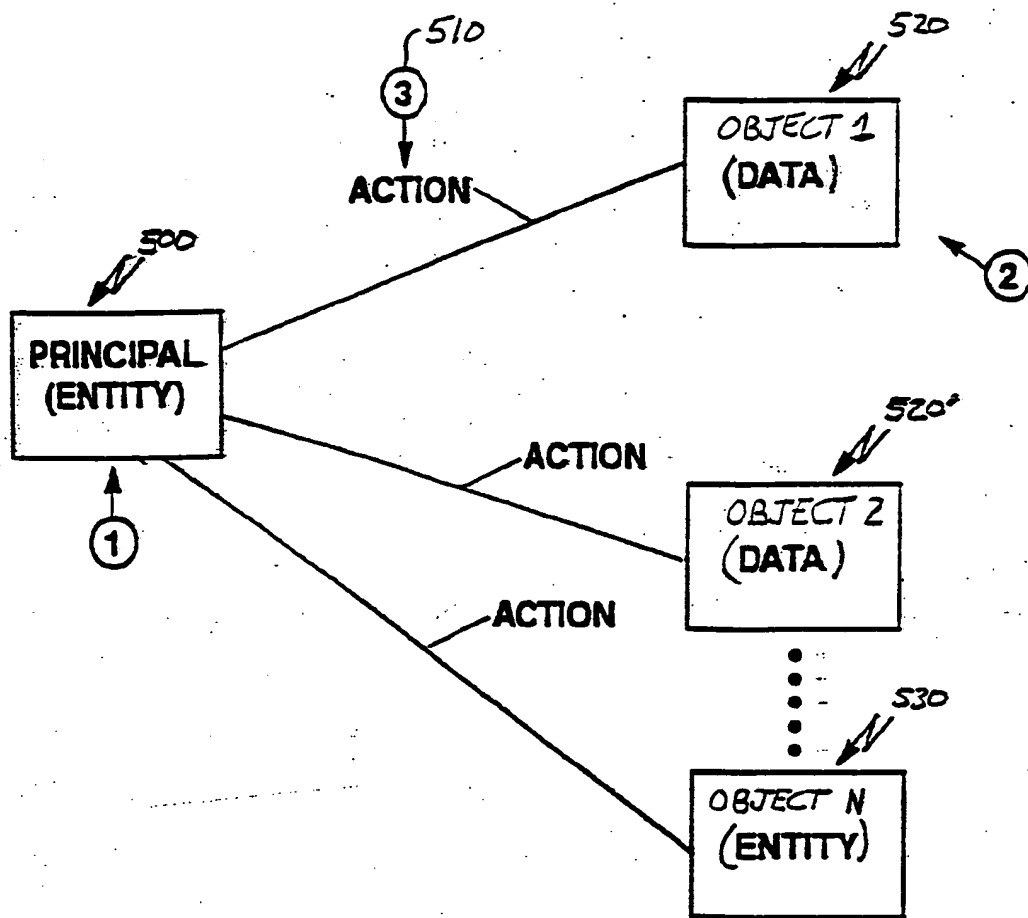 510
520
3
OBJECT 1
(DATA)
ACTION
500
2
PRINCIPAL
(ENTITY)
520'
ACTION
1
OBJECT 2
(DATA)
ACTION
530
OBJECT N
(ENTITY)